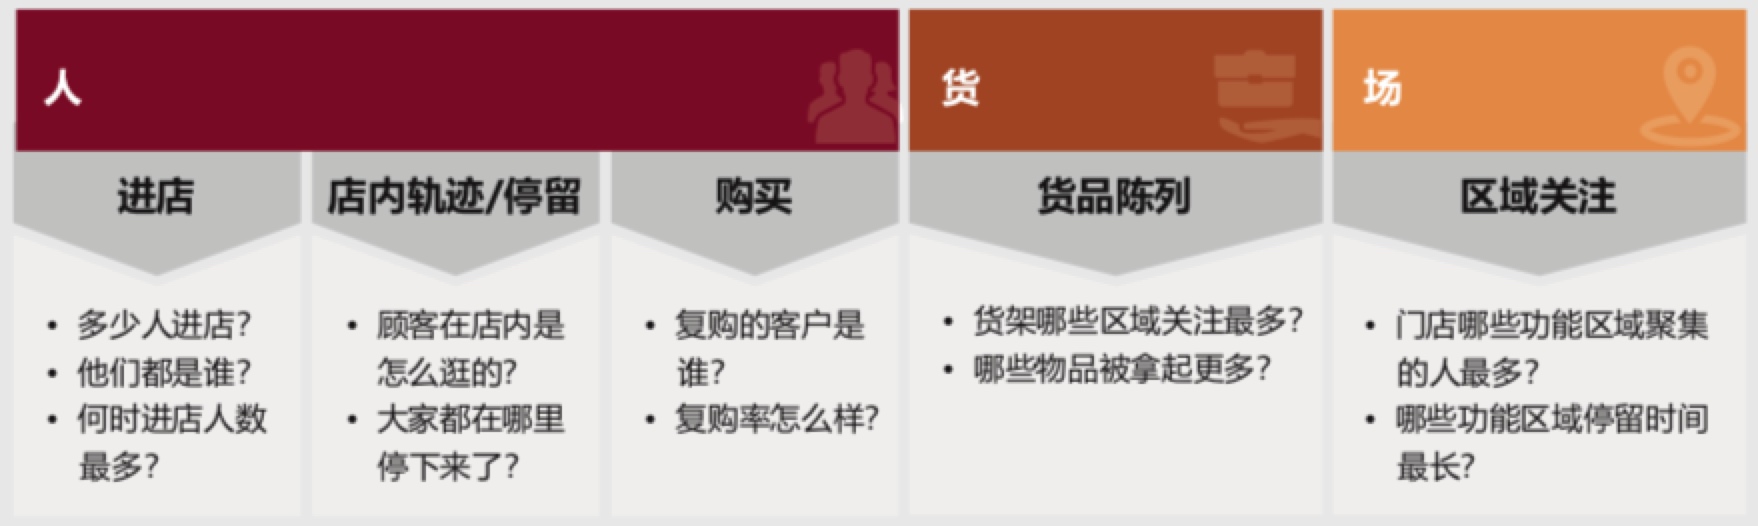 人
进店
• 多少人进店?
• 他们都是谁?
• 何时进店人数
最多?
店内轨迹/停留
• 顾客在店内是
怎么逛的?
• 大家都在哪里
停下来了?
购买
• 复购的客户是
谁?
• 复购率怎么样?
货
货品陈列
• 货架哪些区域关注最多?
• 哪些物品被拿起更多?
场
区域关注
• 门店哪些功能区域聚集
的人最多?
• 哪些功能区域停留时间
最长?